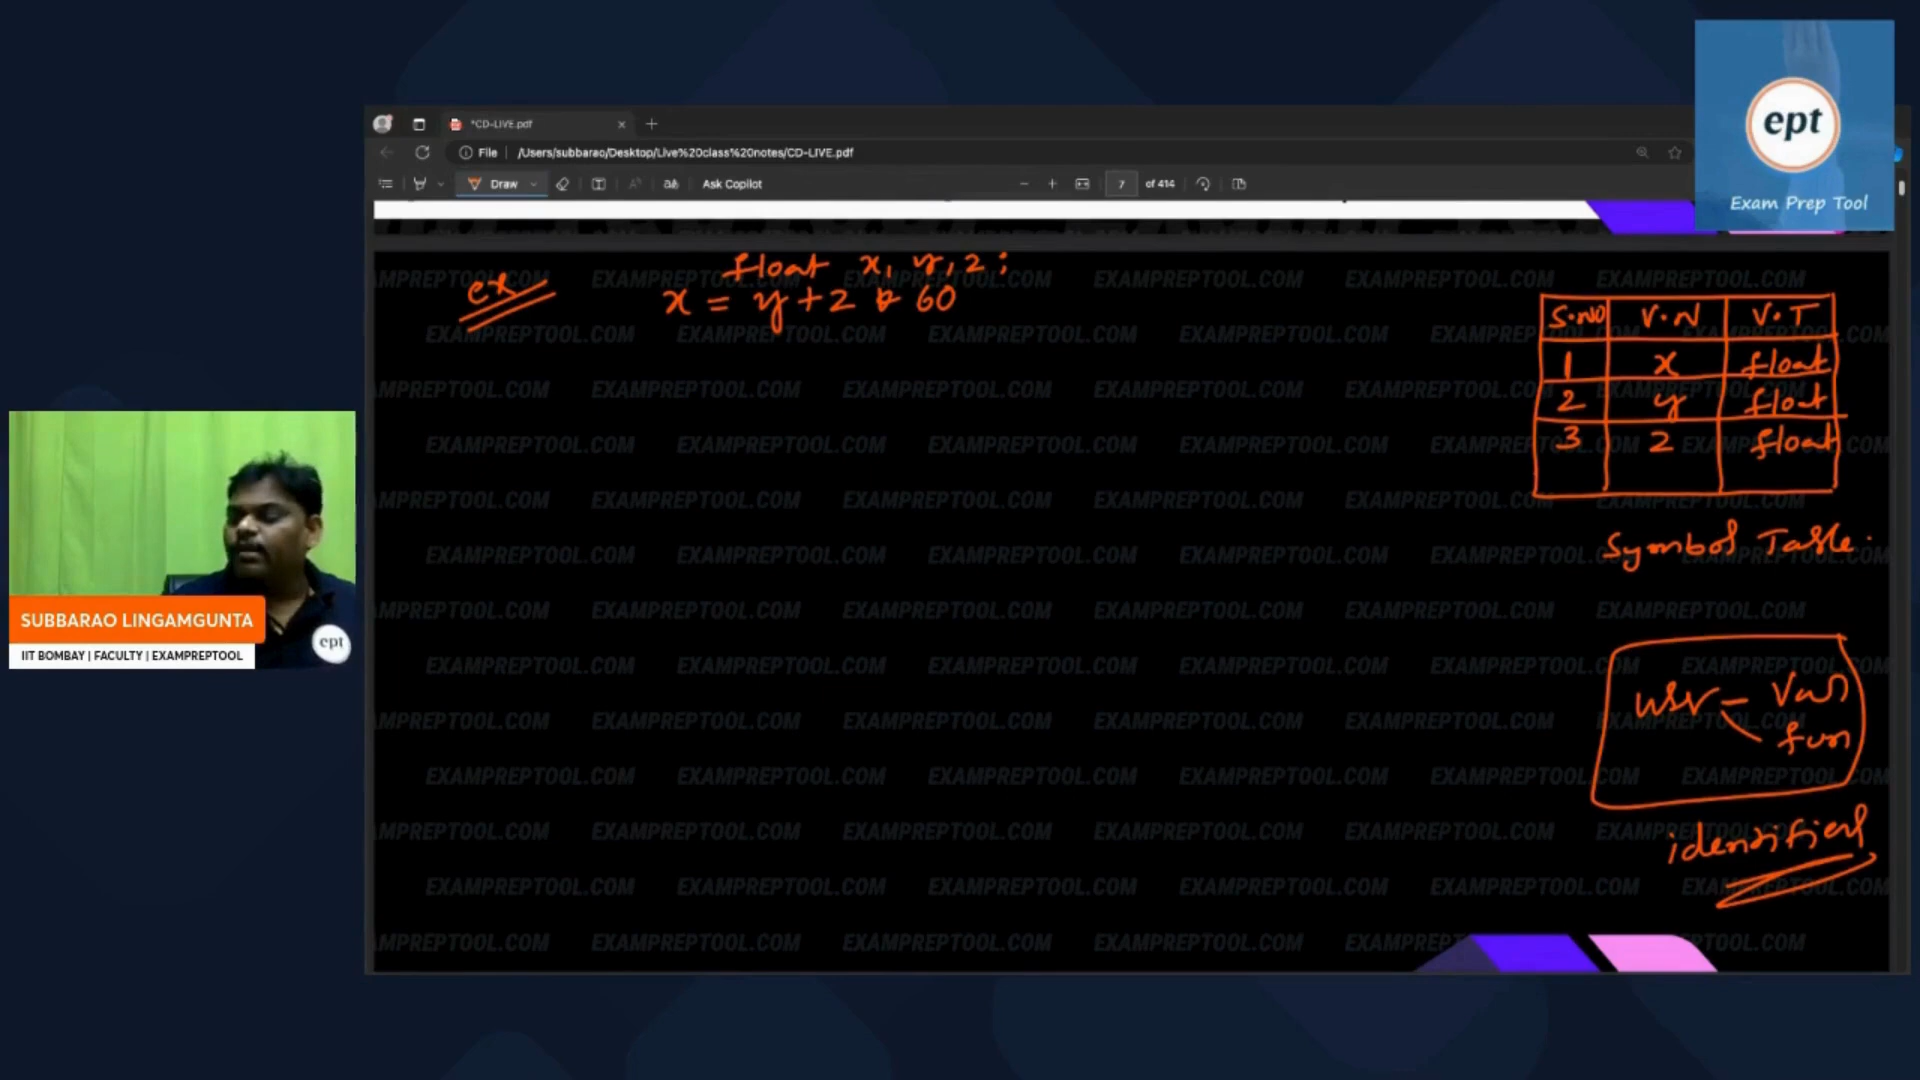 ept
Exam Prep Tool
*CD-LIVE.pdf
File
/Users/subbarao/Desktop/Live%20class%20notes/CD-LIVE.pdf
Draw
Ask Copilot
7 of 414
ex
float x, y, z;
x = y + z * 60
S.NO V.N V.T
1 x float
2 y float
3 z float
Symbol Table.
Var
fun
SUBBARAO LINGAMGUNTA
IIT BOMBAY | FACULTY | EXAMPREPTOOL
ept
EXAMPREPTOOL.COM